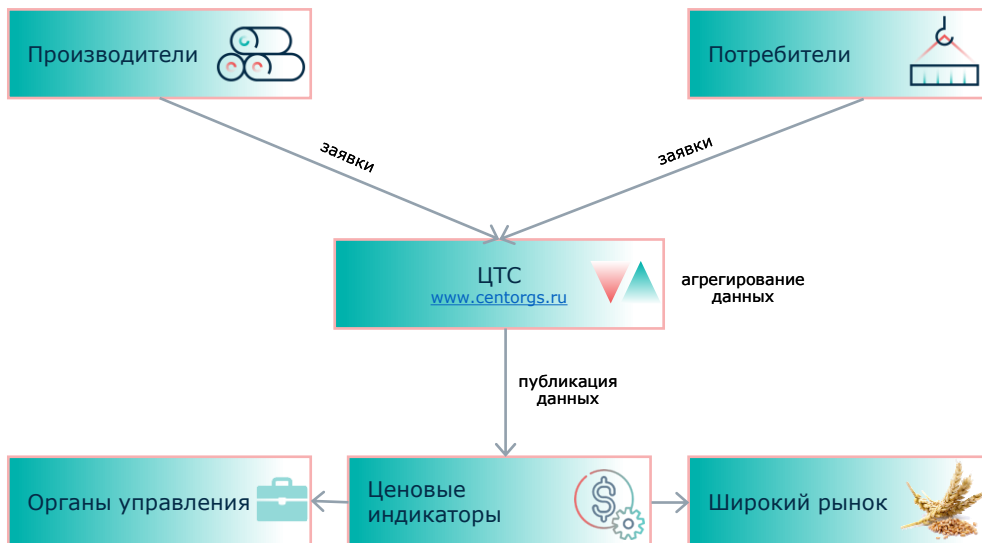 Производители
Потребители
заявки
заявки
ЦТС
www.centorgs.ru
агрегирование
данных
публикация
данных
Органы управления
Ценовые
индикаторы
Широкий рынок